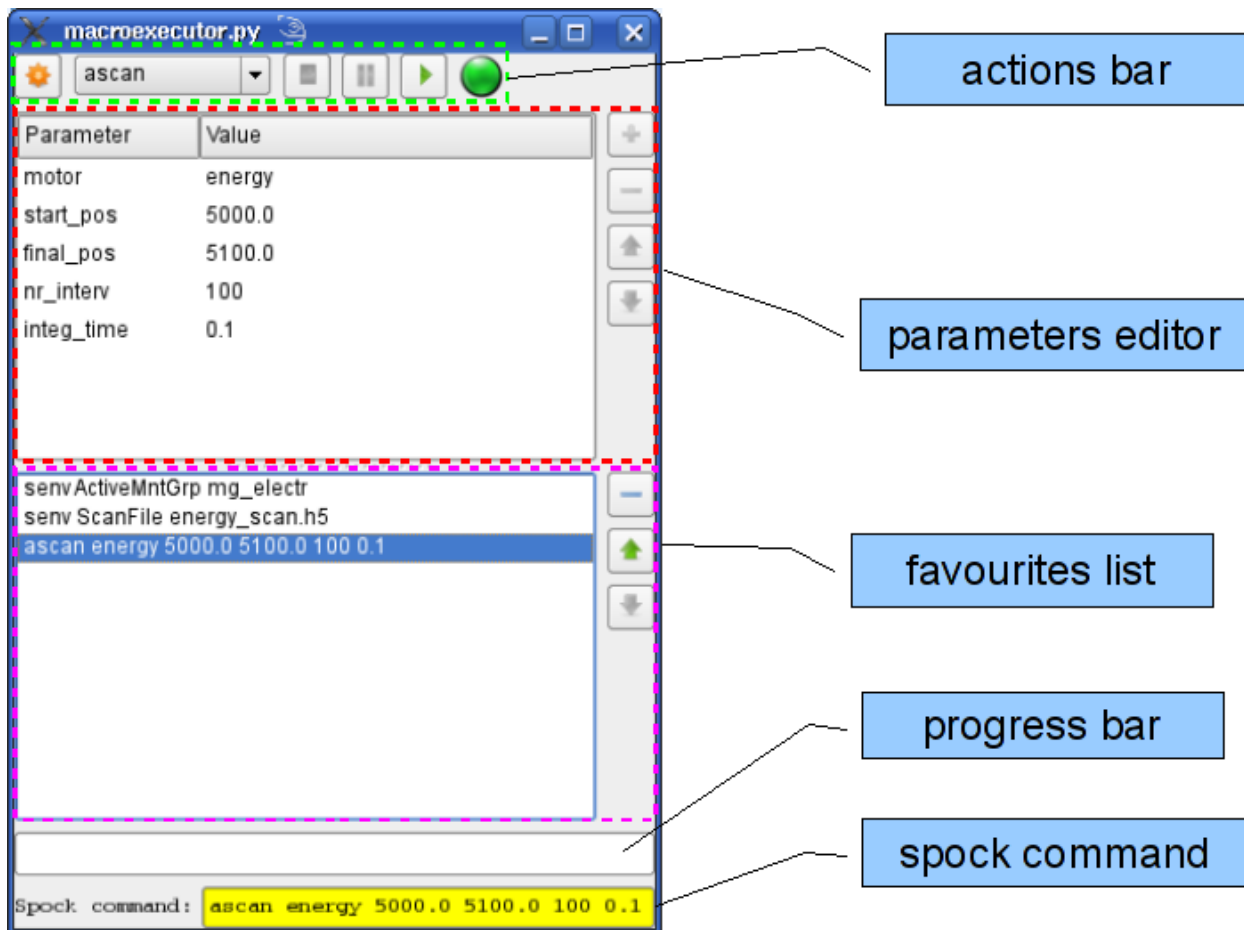 macroexecutor.py
ascan
actions bar
Parameter Value
motor energy
start_pos 5000.0
final_pos 5100.0
nr_interv 100
integ_time 0.1
parameters editor
senv ActiveMntGrp mg_electr
senv ScanFile energy_scan.h5
ascan energy 5000.0 5100.0 100 0.1
favourites list
progress bar
spock command
Spock command: ascan energy 5000.0 5100.0 100 0.1